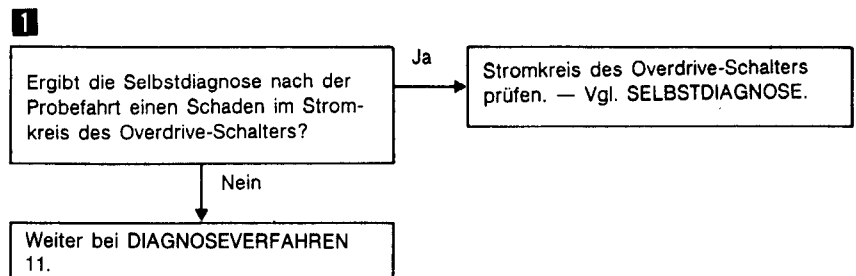 1
Ergibt die Selbstdiagnose nach der
Probefahrt einen Schaden im Strom-
kreis des Overdrive-Schalters?
Ja
Stromkreis des Overdrive-Schalters
prüfen. — Vgl. SELBSTDIAGNOSE.
Nein
Weiter bei DIAGNOSEVERFAHREN
11.